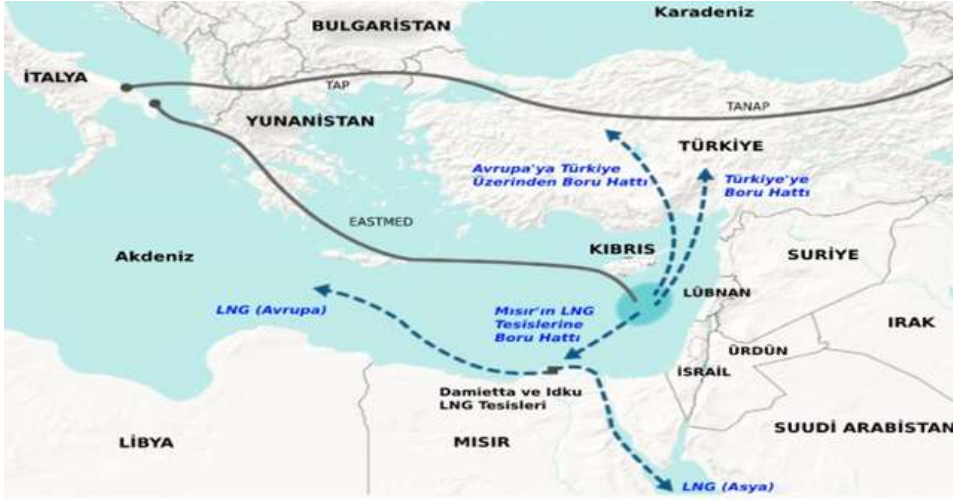 Karadeniz
BULGARİSTAN
İTALYA
TAP
TANAP
YUNANİSTAN
TÜRKİYE
Avrupa'ya Türkiye
Üzerinden Boru Hattı
Türkiye'ye
Boru Hattı
EASTMED
KIBRIS
Akdeniz
SURİYE
LÜBNAN
LNG (Avrupa)
Mısır'ın LNG
Tesislerine
Boru Hattı
IRAK
ÜRDÜN
İSRAİL
Damietta ve Idku
LNG Tesisleri
LİBYA
MISIR
SUUDİ ARABİSTAN
LNG (Asya)